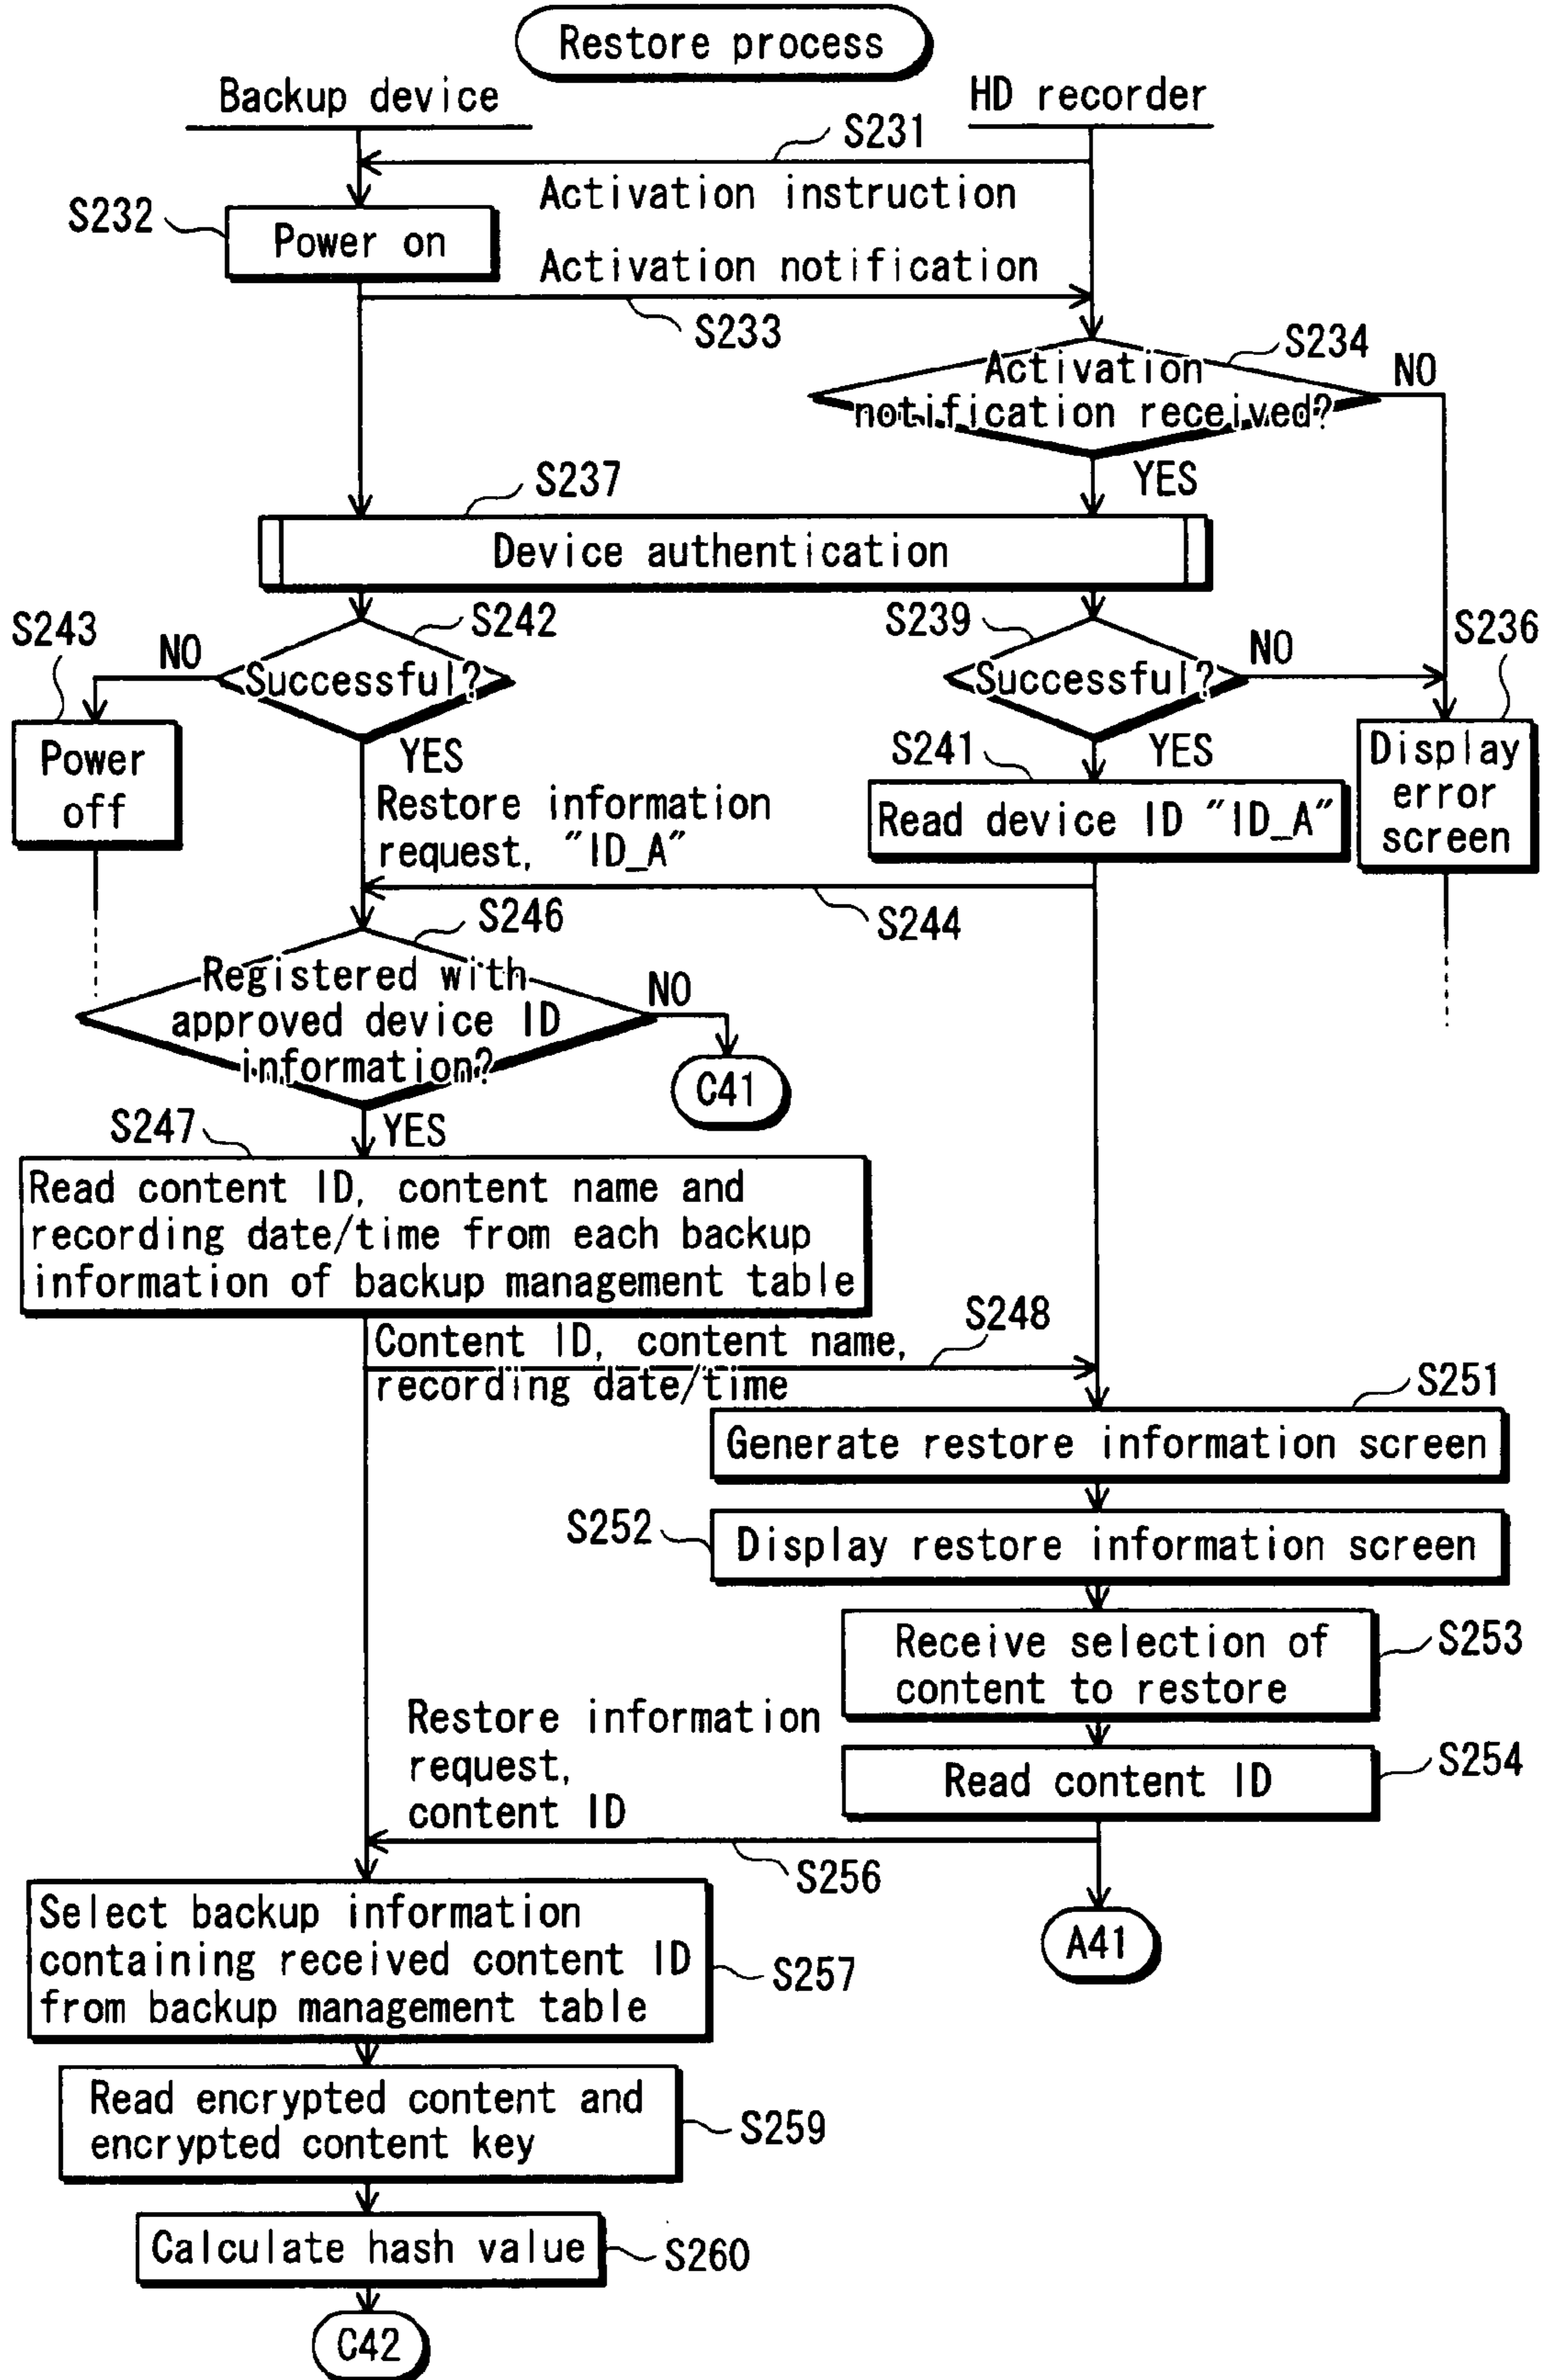 Restore process
Backup device
HD recorder
S231
Activation instruction
S232
Power on
Activation notification
S233
S234
Activation
notification received?
NO
YES
S237
Device authentication
S243
S242
S239
S236
NO
Successful?
Successful?
NO
YES
YES
Power
off
S241
Display
error
screen
Restore information
request, "ID_A"
Read device ID "ID_A"
S244
S246
Registered with
approved device ID
information?
NO
C41
S247
YES
Read content ID, content name and
recording date/time from each backup
information of backup management table
S248
Content ID, content name,
recording date/time
S251
Generate restore information screen
S252
Display restore information screen
Receive selection of
content to restore
S253
Restore information
request,
content ID
Read content ID
S254
S256
A41
Select backup information
containing received content ID
from backup management table
S257
Read encrypted content and
encrypted content key
S259
Calculate hash value
S260
C42